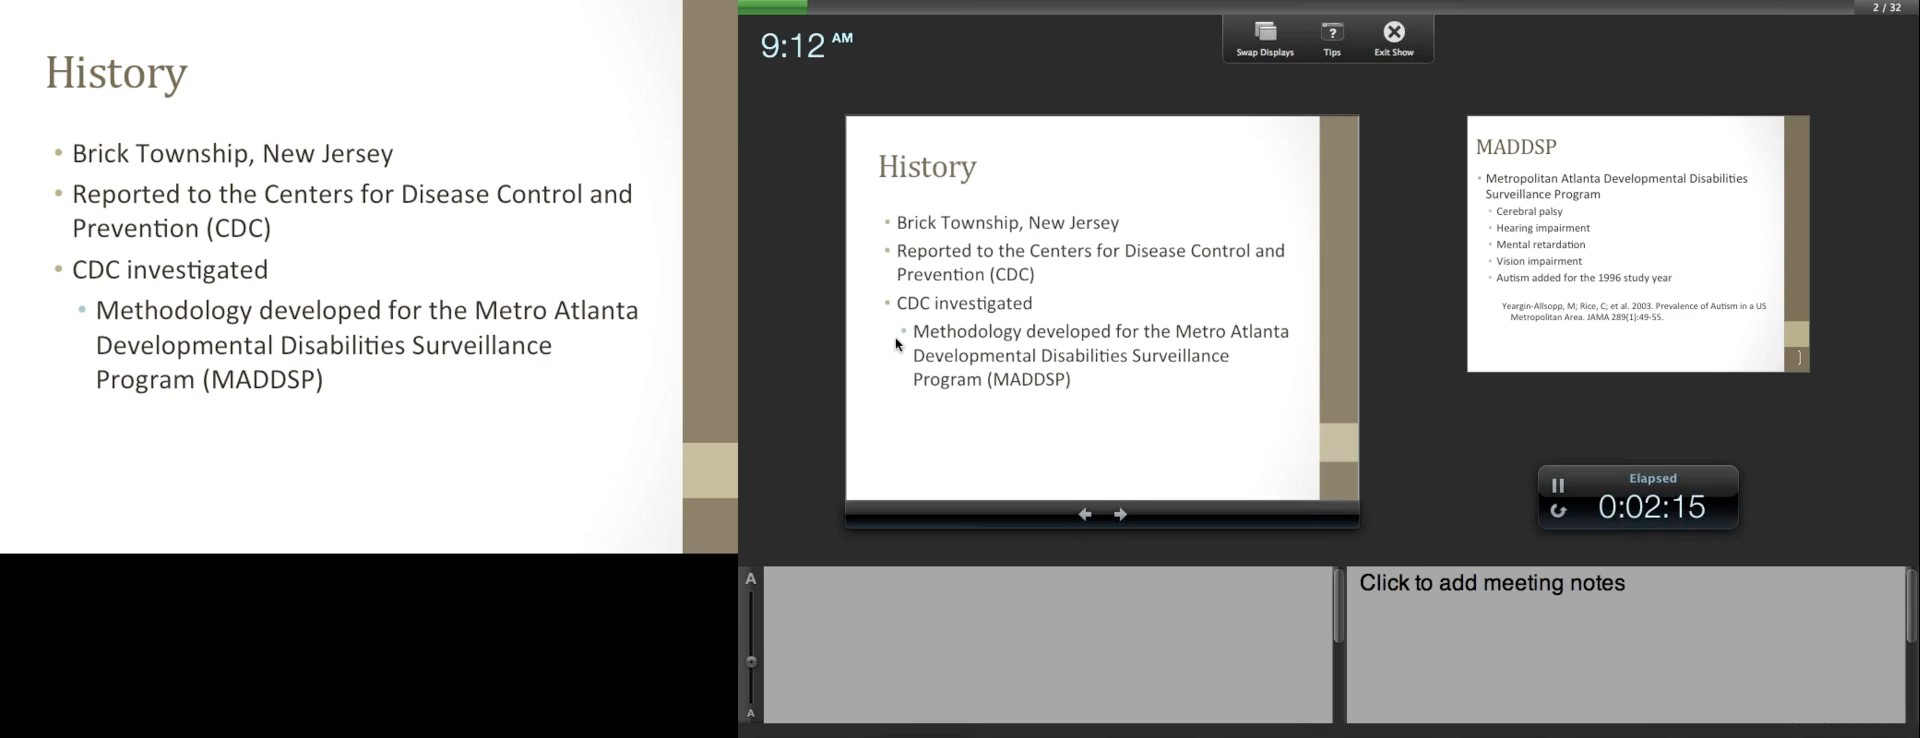 History
• Brick Township, New Jersey
• Reported to the Centers for Disease Control and
Prevention (CDC)
• CDC investigated
• Methodology developed for the Metro Atlanta
Developmental Disabilities Surveillance
Program (MADDSP)
2 / 32
9:12 AM
Swap Displays
Tips
Exit Show
History
• Brick Township, New Jersey
• Reported to the Centers for Disease Control and
Prevention (CDC)
• CDC investigated
• Methodology developed for the Metro Atlanta
Developmental Disabilities Surveillance
Program (MADDSP)
MADDSP
• Metropolitan Atlanta Developmental Disabilities
Surveillance Program
• Cerebral palsy
• Hearing impairment
• Mental retardation
• Vision impairment
• Autism added for the 1996 study year
Yeargin-Allsopp, M; Rice, C; et al. 2003. Prevalence of Autism in a US
Metropolitan Area. JAMA 289(1):49-55.
Elapsed
0:02:15
A
A
Click to add meeting notes